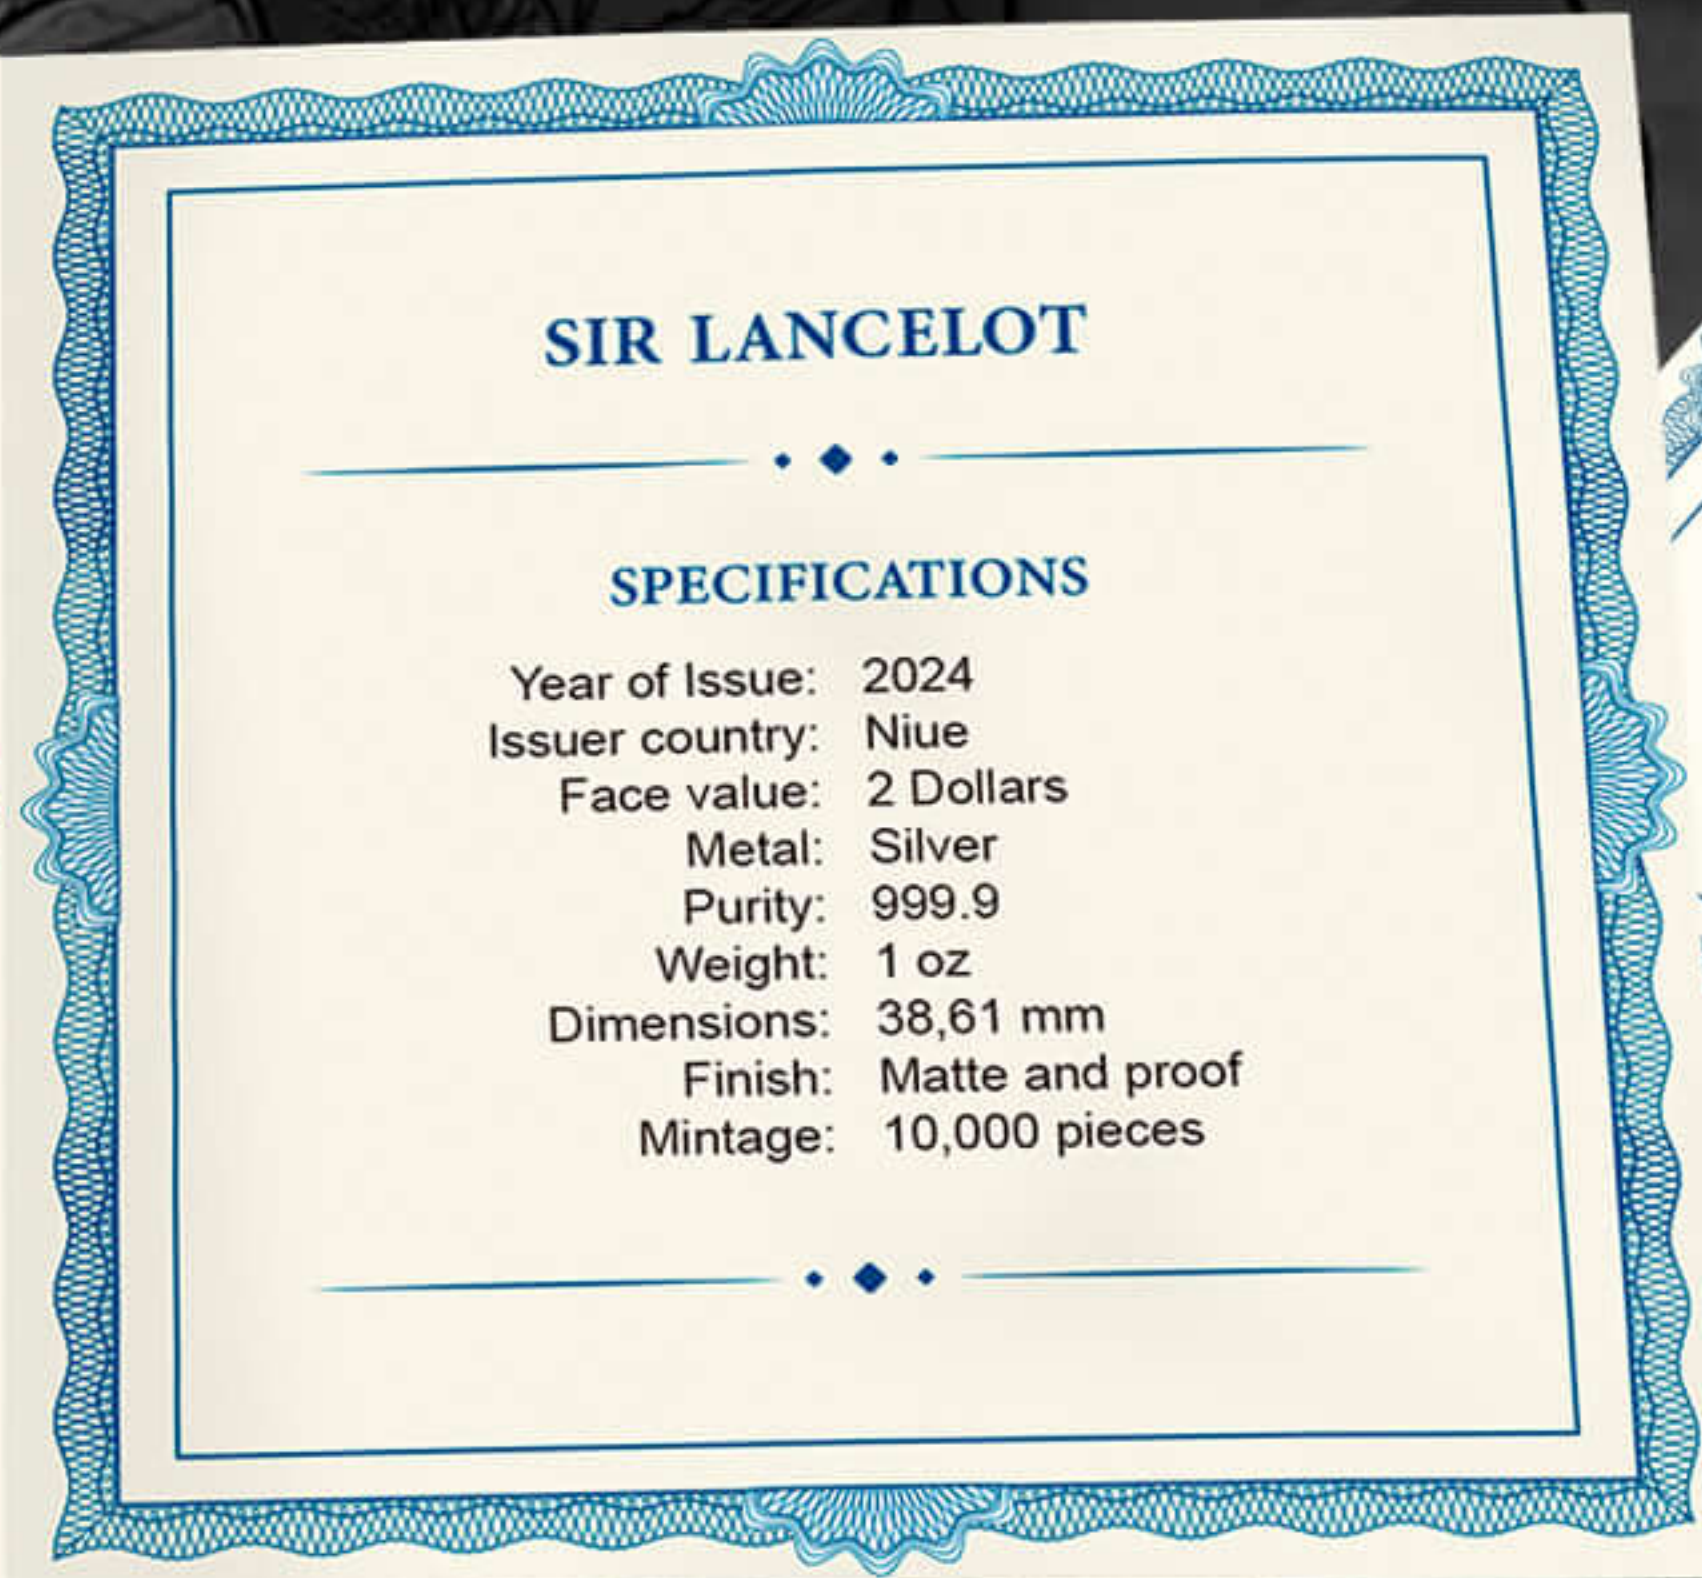 SIR LANCELOT
SPECIFICATIONS
Year of Issue: 2024
Issuer country: Niue
Face value: 2 Dollars
Metal: Silver
Purity: 999.9
Weight: 1 oz
Dimensions: 38,61 mm
Finish: Matte and proof
Mintage: 10,000 pieces